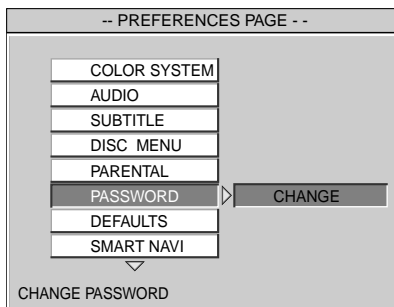 -- PREFERENCES PAGE - -
COLOR SYSTEM
AUDIO
SUBTITLE
DISC MENU
PARENTAL
PASSWORD CHANGE
DEFAULTS
SMART NAVI
CHANGE PASSWORD